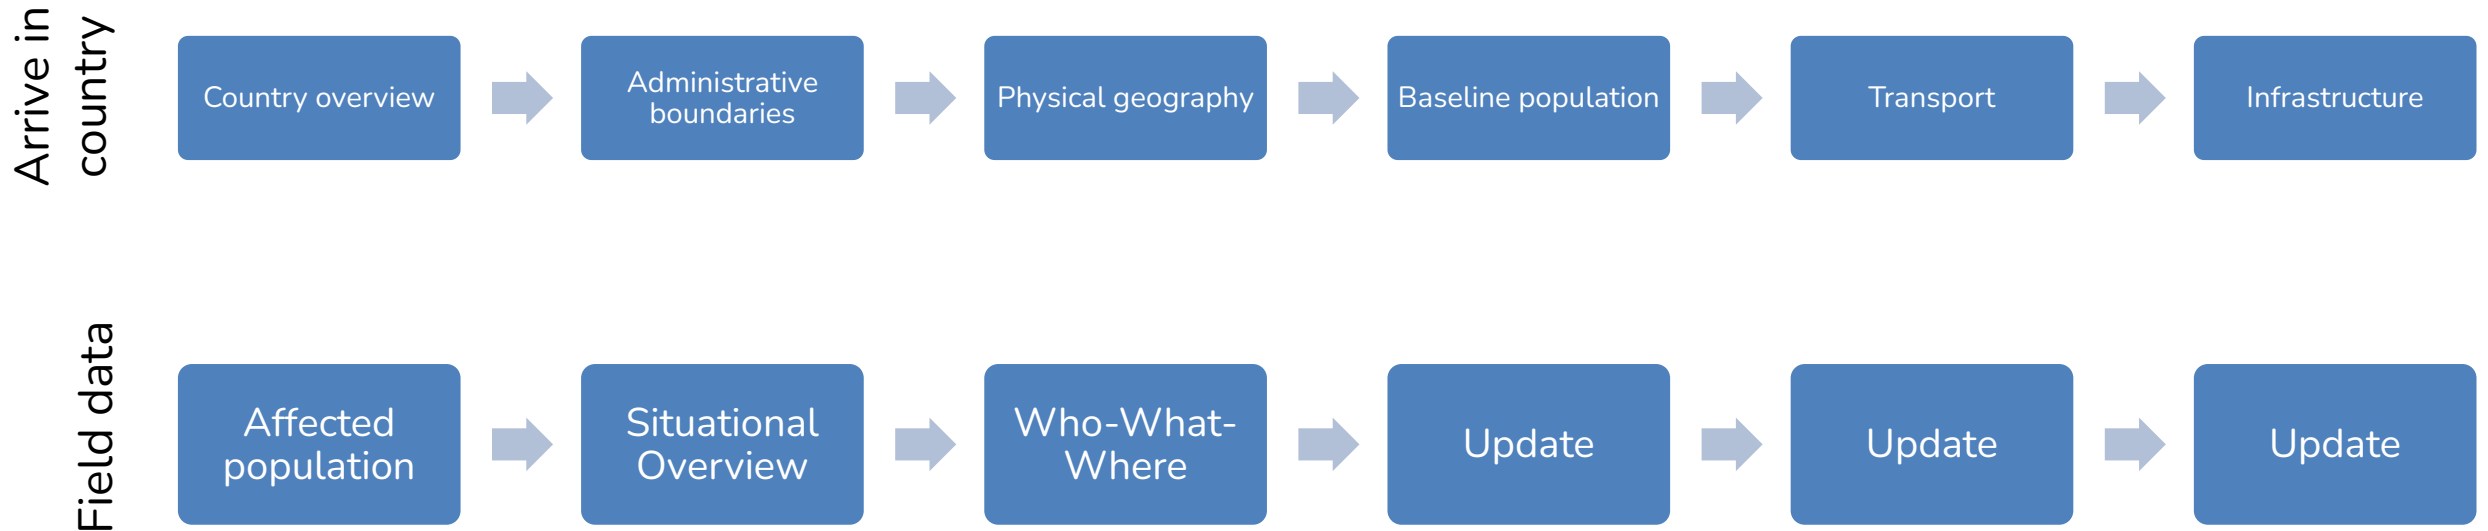 Arrive in
country
Country overview
Administrative
boundaries
Physical geography
Baseline population
Transport
Infrastructure
Field data
Affected
population
Situational
Overview
Who-What-
Where
Update
Update
Update